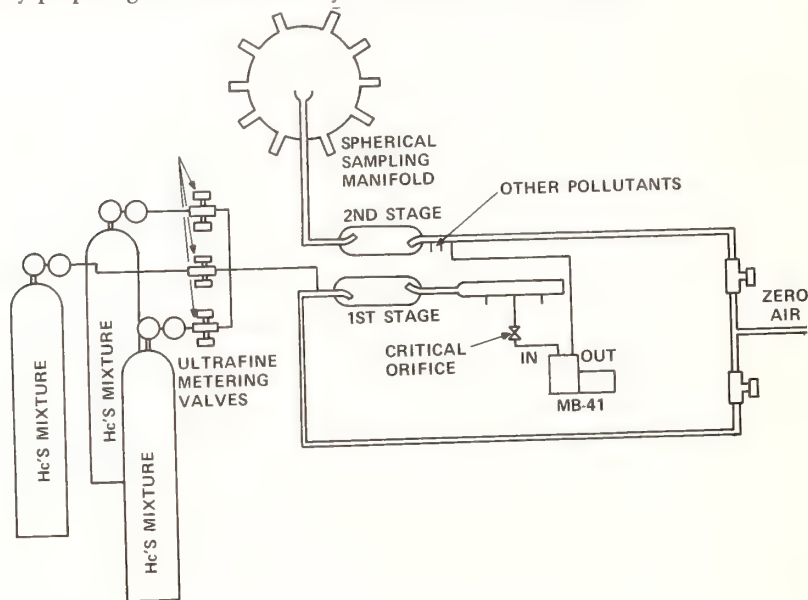 SPHERICAL
SAMPLING
MANIFOLD
OTHER POLLUTANTS
2ND STAGE
1ST STAGE
ZERO
AIR
CRITICAL
ORIFICE
IN
OUT
MB-41
ULTRAFINE
METERING
VALVES
Hc'S MIXTURE
Hc'S MIXTURE
Hc'S MIXTURE